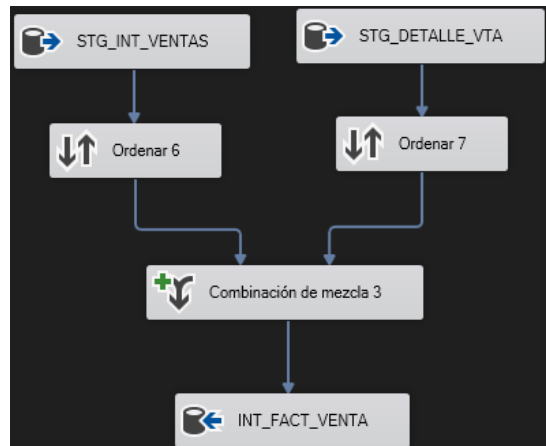 STG_INT_VENTAS
STG_DETALLE_VTA
Ordenar 6
Ordenar 7
Combinación de mezcla 3
INT_FACT_VENTA